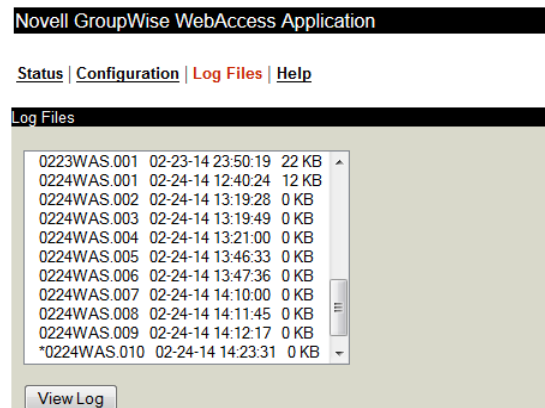 Novell GroupWise WebAccess Application
Status | Configuration | Log Files | Help
Log Files
0223WAS.001 02-23-14 23:50:19 22 KB
0224WAS.001 02-24-14 12:40:24 12 KB
0224WAS.002 02-24-14 13:19:28 0 KB
0224WAS.003 02-24-14 13:19:49 0 KB
0224WAS.004 02-24-14 13:21:00 0 KB
0224WAS.005 02-24-14 13:46:33 0 KB
0224WAS.006 02-24-14 13:47:36 0 KB
0224WAS.007 02-24-14 14:10:00 0 KB
0224WAS.008 02-24-14 14:11:45 0 KB
0224WAS.009 02-24-14 14:12:17 0 KB
*0224WAS.010 02-24-14 14:23:31 0 KB
View Log